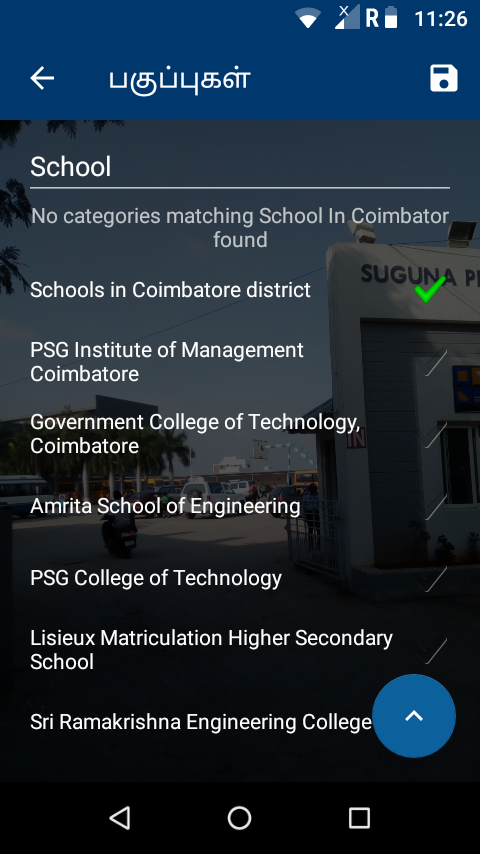 R 11:26
பகுப்புகள்
School
No categories matching School In Coimbator
found
SUGUNA
Schools in Coimbatore district
PSG Institute of Management
Coimbatore
Government College of Technology,
Coimbatore
IN
Amrita School of Engineering
PSG College of Technology
Lisieux Matriculation Higher Secondary
School
Sri Ramakrishna Engineering College